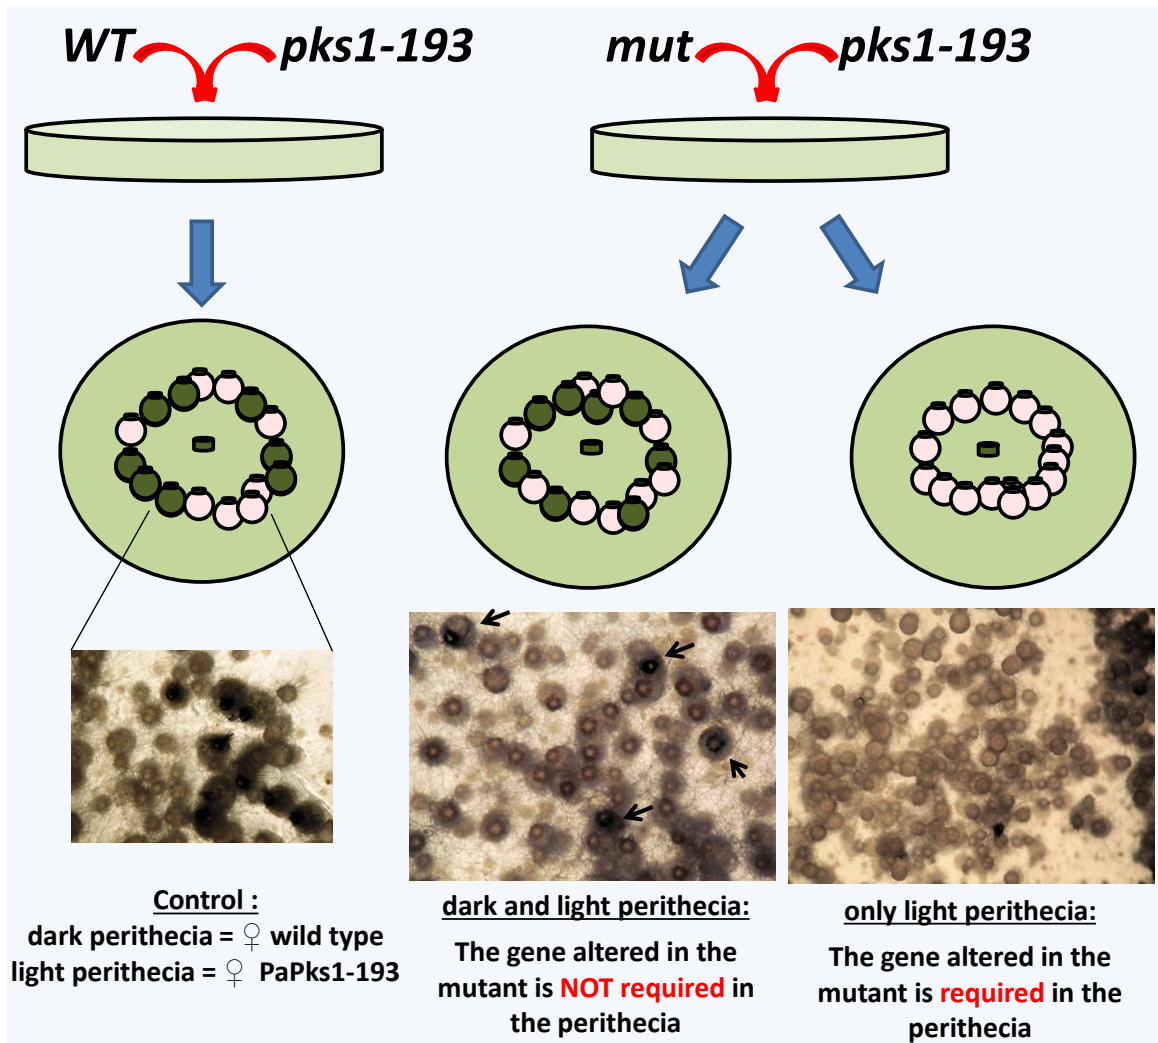 WT pks1-193
mut pks1-193
Control :
dark perithecia = ♀ wild type
light perithecia = ♀ PaPks1-193
dark and light perithecia:
The gene altered in the
mutant is NOT required in
the perithecia
only light perithecia:
The gene altered in the
mutant is required in the
perithecia